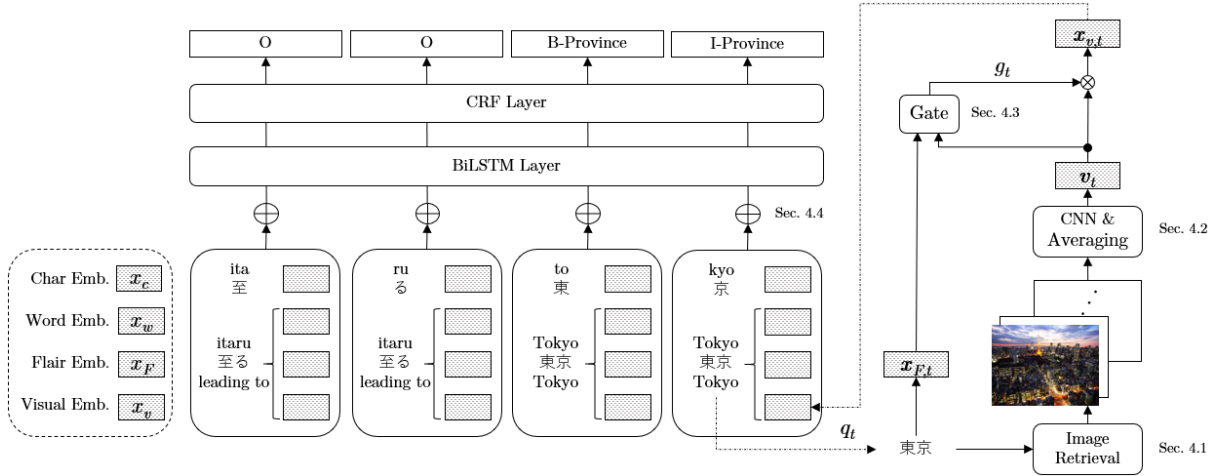 O
O
B-Province
I-Province
CRF Layer
BiLSTM Layer
Sec. 4.4
Char Emb. x_c
Word Emb. x_w
Flair Emb. x_F
Visual Emb. x_v
ita
至
itaru
至る
leading to
ru
る
itaru
至る
leading to
to
東
Tokyo
東京
Tokyo
kyo
京
Tokyo
東京
Tokyo
x_{v,t}
g_t
Gate
Sec. 4.3
v_t
CNN &
Averaging
Sec. 4.2
x_{F,t}
q_t
東京
Image
Retrieval
Sec. 4.1